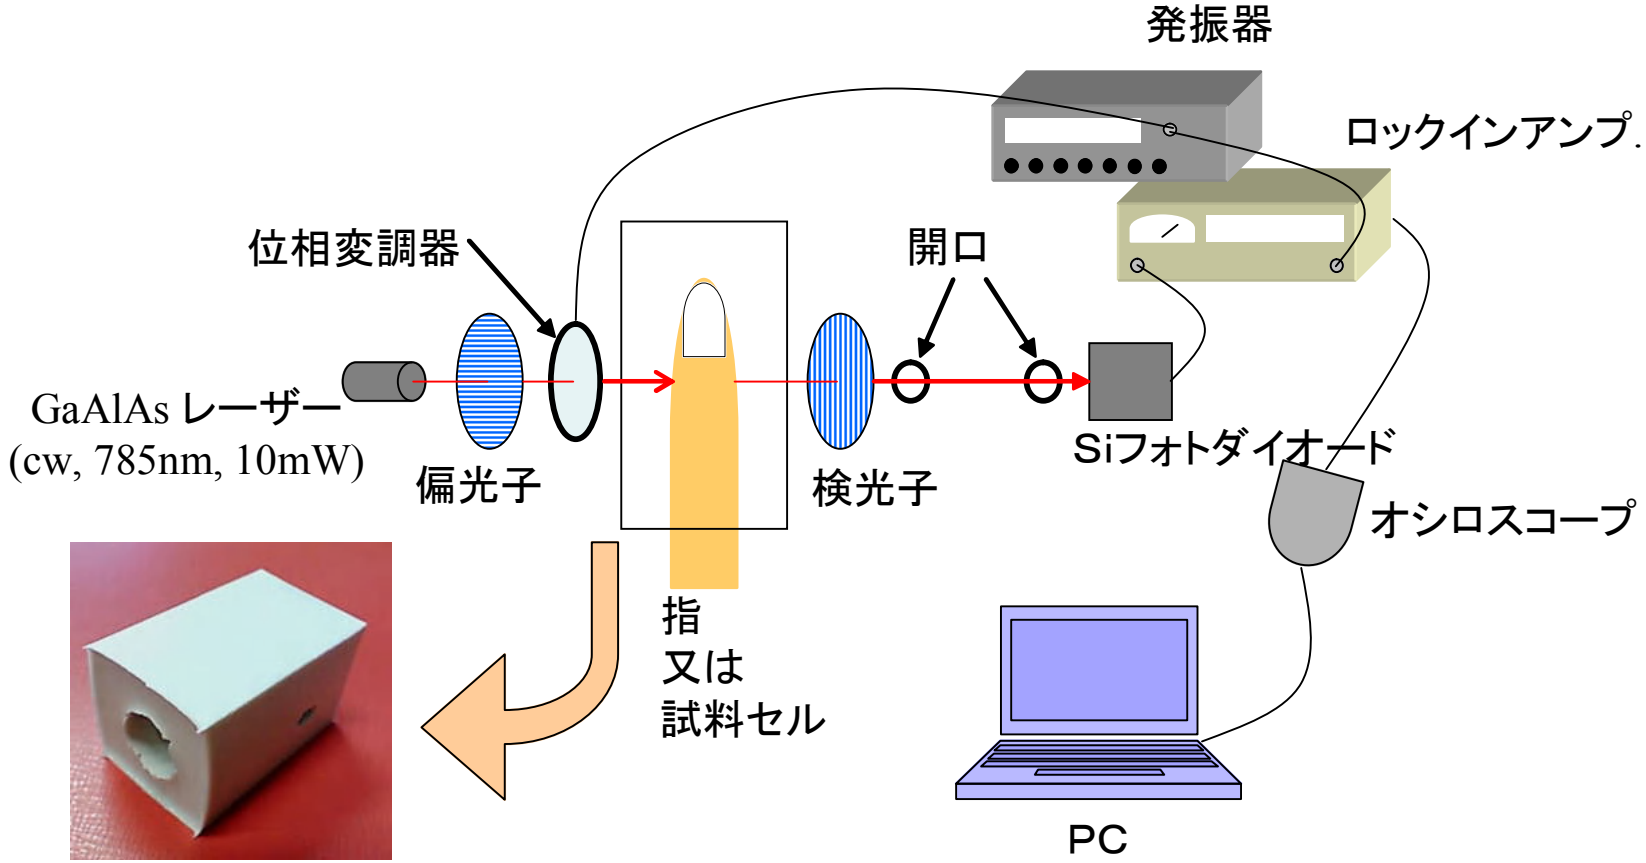 発振器
ロックインアンプ.
位相変調器
開口
GaAlAs レーザー
(cw, 785nm, 10mW)
偏光子
検光子
Siフォトダイオード
オシロスコープ
指
又は
試料セル
PC